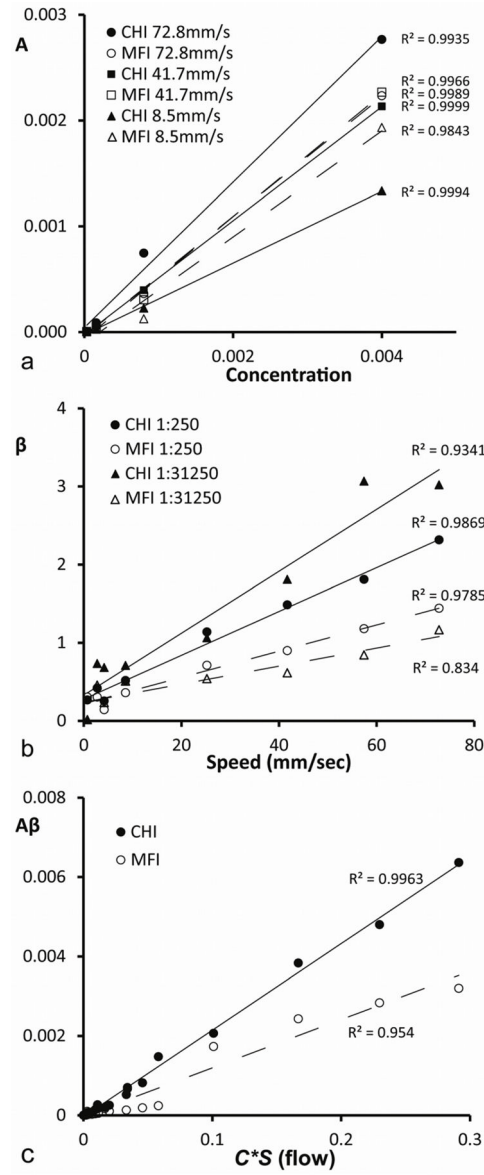 A
CHI 72.8mm/s
MFI 72.8mm/s
CHI 41.7mm/s
MFI 41.7mm/s
CHI 8.5mm/s
MFI 8.5mm/s
R² = 0.9935
R² = 0.9966
R² = 0.9989
R² = 0.9999
R² = 0.9843
R² = 0.9994
0.003
0.002
0.001
0.000
0 0.002 0.004
Concentration
a
β
CHI 1:250
MFI 1:250
CHI 1:31250
MFI 1:31250
R² = 0.9341
R² = 0.9869
R² = 0.9785
R² = 0.834
4
3
2
1
0
0 20 40 60 80
Speed (mm/sec)
b
Aβ
CHI
MFI
R² = 0.9963
R² = 0.954
0.008
0.006
0.004
0.002
0
0 0.1 0.2 0.3
C*S (flow)
c